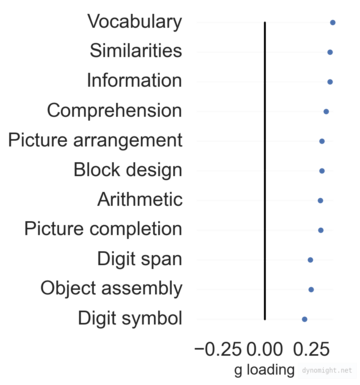 Vocabulary
Similarities
Information
Comprehension
Picture arrangement
Block design
Arithmetic
Picture completion
Digit span
Object assembly
Digit symbol
−0.25 0.00 0.25
g loading
dynomight.net